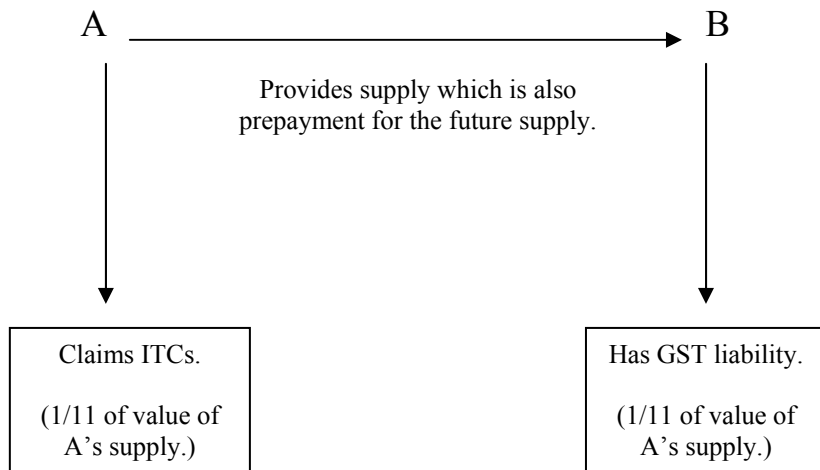 A
B
Provides supply which is also
prepayment for the future supply.
Claims ITCs.
(1/11 of value of
A's supply.)
Has GST liability.
(1/11 of value of
A's supply.)